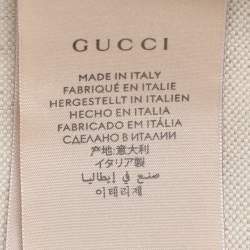 GUCCI
MADE IN ITALY
FABRIQUÉ EN ITALIE
HERGESTELLT IN ITALIEN
HECHO EN ITALIA
FABRICADO EM ITÁLIA
СДЕЛАНО В ИТАЛИИ
产地:意大利
イタリア製
صنع في إيطاليا
이태리제